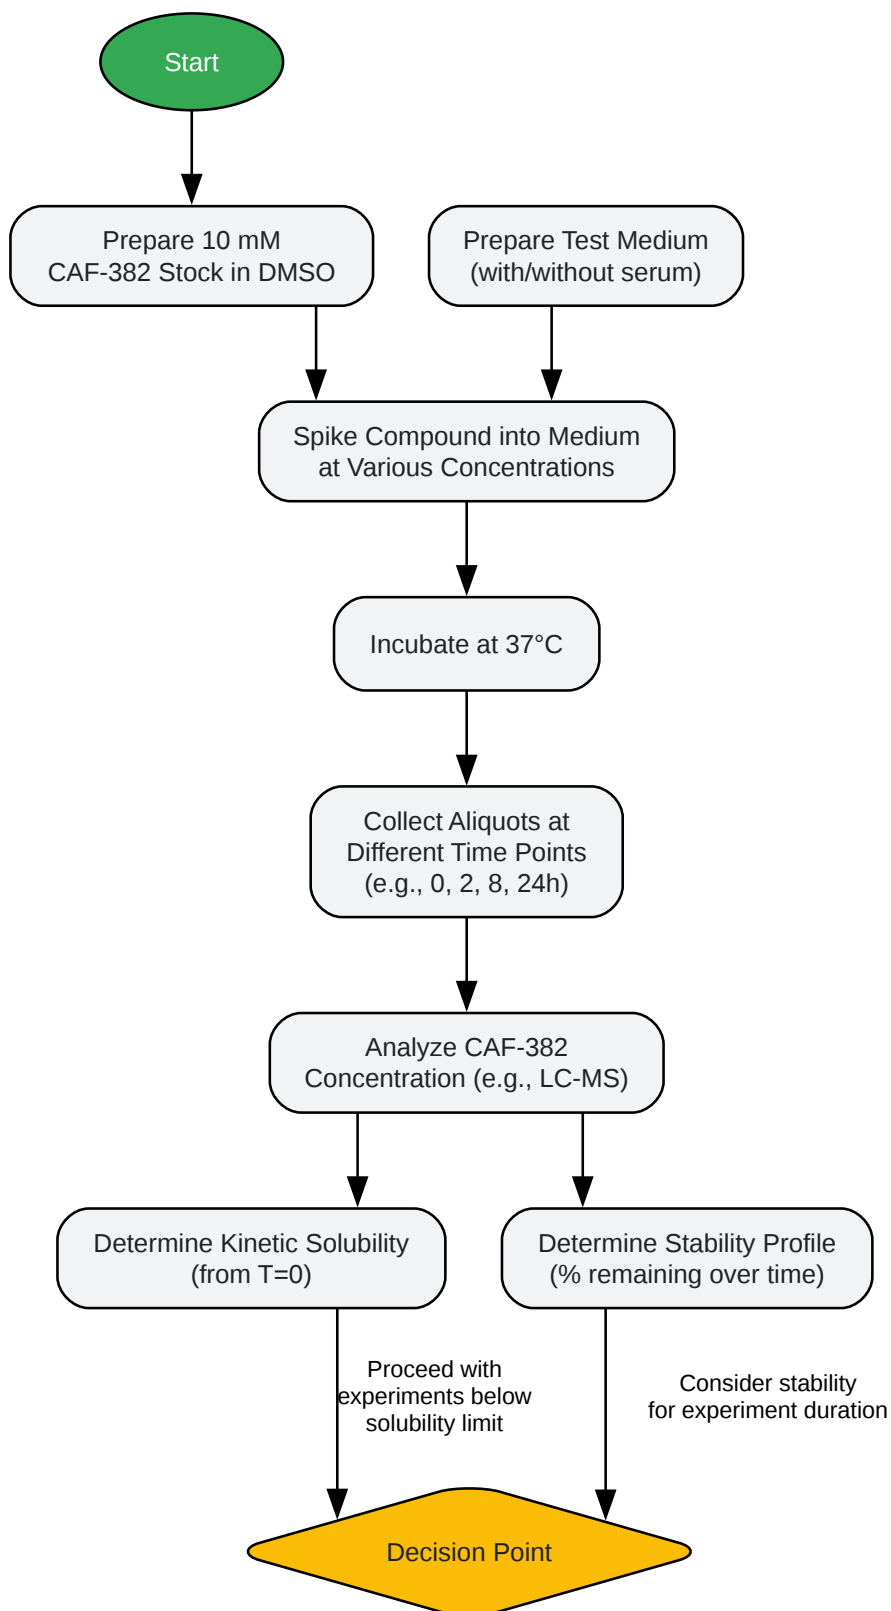 Start
Prepare 10 mM
CAF-382 Stock in DMSO
Prepare Test Medium
(with/without serum)
Spike Compound into Medium
at Various Concentrations
Incubate at 37°C
Collect Aliquots at
Different Time Points
(e.g., 0, 2, 8, 24h)
Analyze CAF-382
Concentration (e.g., LC-MS)
Determine Kinetic Solubility
(from T=0)
Determine Stability Profile
(% remaining over time)
Proceed with
experiments below
solubility limit
Consider stability
for experiment duration
Decision Point